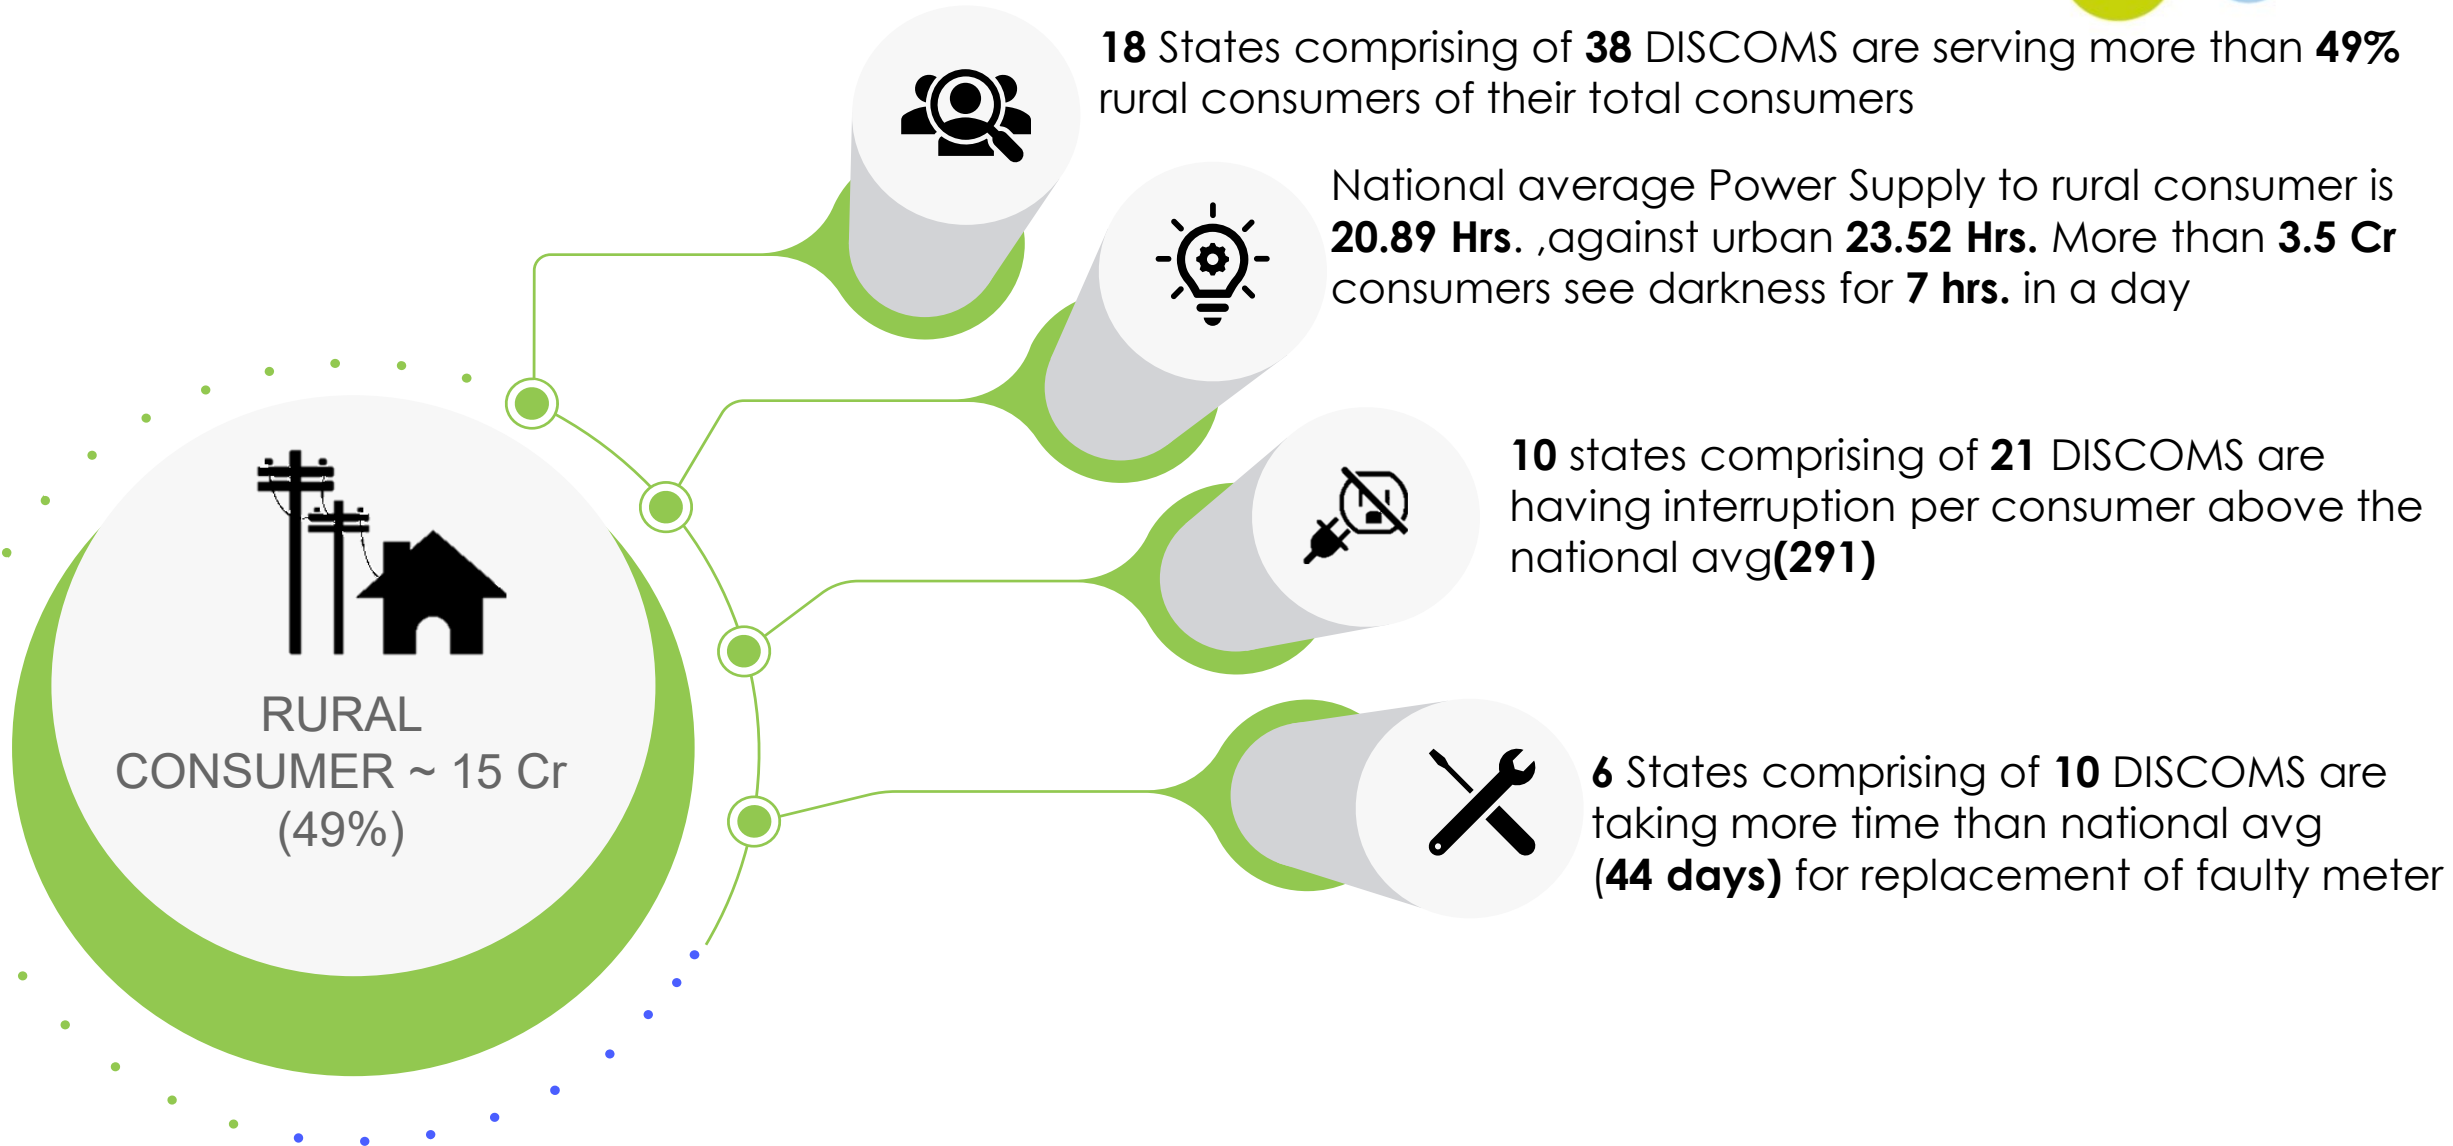 18 States comprising of 38 DISCOMS are serving more than 49%
rural consumers of their total consumers
National average Power Supply to rural consumer is
20.89 Hrs. ,against urban 23.52 Hrs. More than 3.5 Cr
consumers see darkness for 7 hrs. in a day
10 states comprising of 21 DISCOMS are
having interruption per consumer above the
national avg(291)
6 States comprising of 10 DISCOMS are
taking more time than national avg
(44 days) for replacement of faulty meter
RURAL
CONSUMER ~ 15 Cr
(49%)